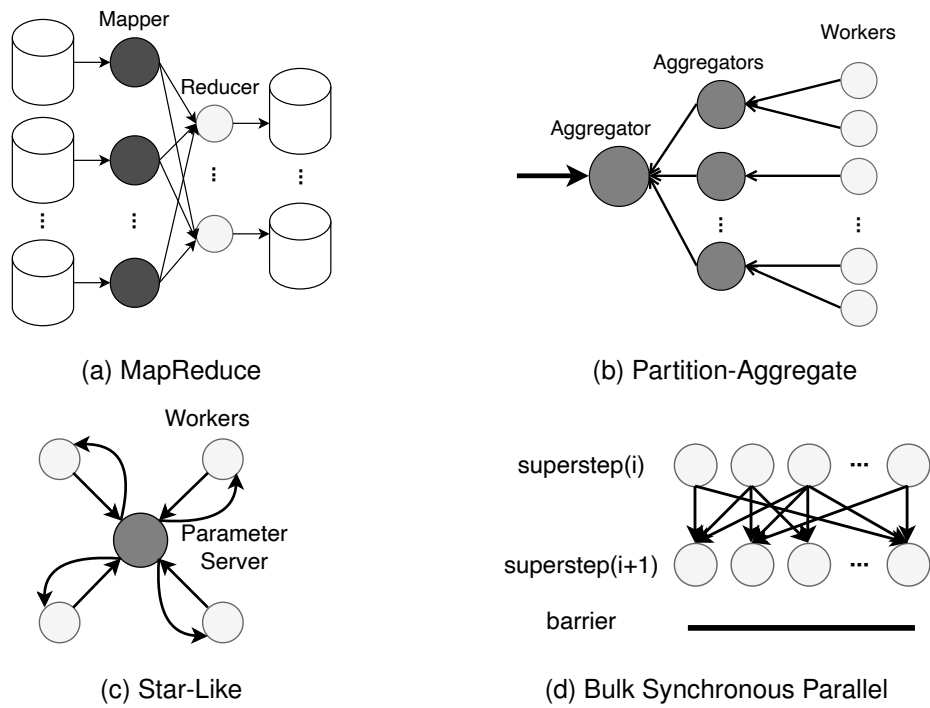 Mapper
Reducer
...
...
...
...
(a) MapReduce
Workers
Aggregators
Aggregator
...
...
(b) Partition-Aggregate
Workers
Parameter
Server
(c) Star-Like
superstep(i)
...
superstep(i+1)
...
barrier
(d) Bulk Synchronous Parallel